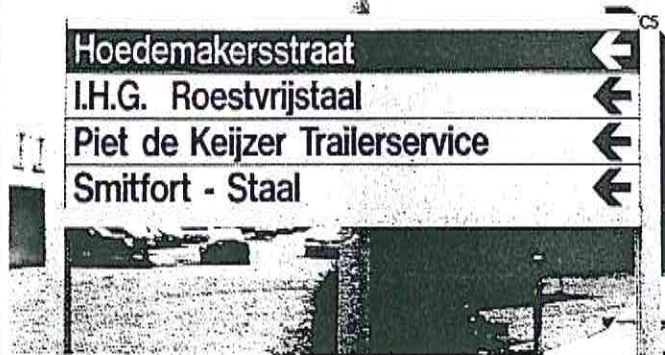 C5
Hoedemakersstraat
I.H.G. Roestvrijstaal
Piet de Keijzer Trailerservice
Smitfort - Staal